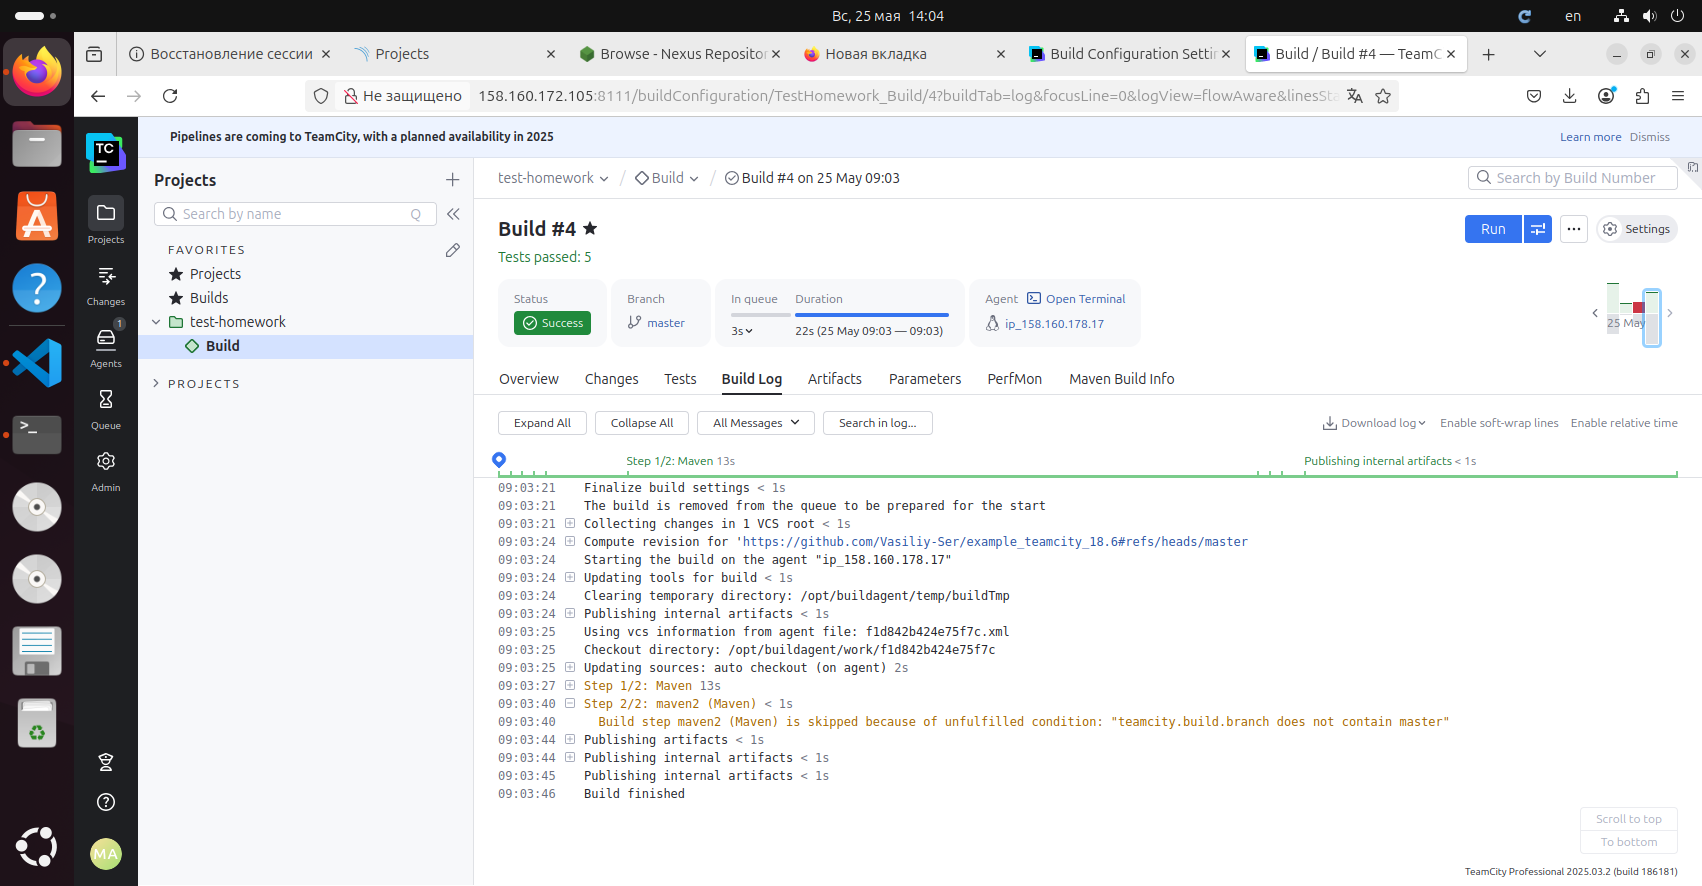 Вс, 25 мая 14:04
en
Восстановление сессии
Projects
Browse - Nexus Repositor
Новая вкладка
Build Configuration Settin
Build / Build #4 — TeamC
Не защищено
158.160.172.105:8111/buildConfiguration/TestHomework_Build/4?buildTab=log&focusLine=0&logView=flowAware&linesSta
TC
Pipelines are coming to TeamCity, with a planned availability in 2025
Learn more
Dismiss
Projects
Changes
1
Agents
Queue
Admin
MA
Projects
Search by name
Q
FAVORITES
Projects
Builds
test-homework
Build
PROJECTS
test-homework / Build / Build #4 on 25 May 09:03
Search by Build Number
Build #4
Run
Settings
Tests passed: 5
Status
Success
Branch
master
In queue
3s
Duration
22s (25 May 09:03 — 09:03)
Agent
Open Terminal
ip_158.160.178.17
25 May
Overview
Changes
Tests
Build Log
Artifacts
Parameters
PerfMon
Maven Build Info
Expand All
Collapse All
All Messages
Search in log...
Download log
Enable soft-wrap lines
Enable relative time
Step 1/2: Maven 13s
Publishing internal artifacts < 1s
09:03:21 Finalize build settings < 1s
09:03:21 The build is removed from the queue to be prepared for the start
09:03:21 Collecting changes in 1 VCS root < 1s
09:03:24 Compute revision for 'https://github.com/Vasiliy-Ser/example_teamcity_18.6#refs/heads/master
09:03:24 Starting the build on the agent "ip_158.160.178.17"
09:03:24 Updating tools for build < 1s
09:03:24 Clearing temporary directory: /opt/buildagent/temp/buildTmp
09:03:24 Publishing internal artifacts < 1s
09:03:25 Using vcs information from agent file: f1d842b424e75f7c.xml
09:03:25 Checkout directory: /opt/buildagent/work/f1d842b424e75f7c
09:03:25 Updating sources: auto checkout (on agent) 2s
09:03:27 Step 1/2: Maven 13s
09:03:40 Step 2/2: maven2 (Maven) < 1s
09:03:40 Build step maven2 (Maven) is skipped because of unfulfilled condition: "teamcity.build.branch does not contain master"
09:03:44 Publishing artifacts < 1s
09:03:44 Publishing internal artifacts < 1s
09:03:45 Publishing internal artifacts < 1s
09:03:46 Build finished
Scroll to top
To bottom
TeamCity Professional 2025.03.2 (build 186181)